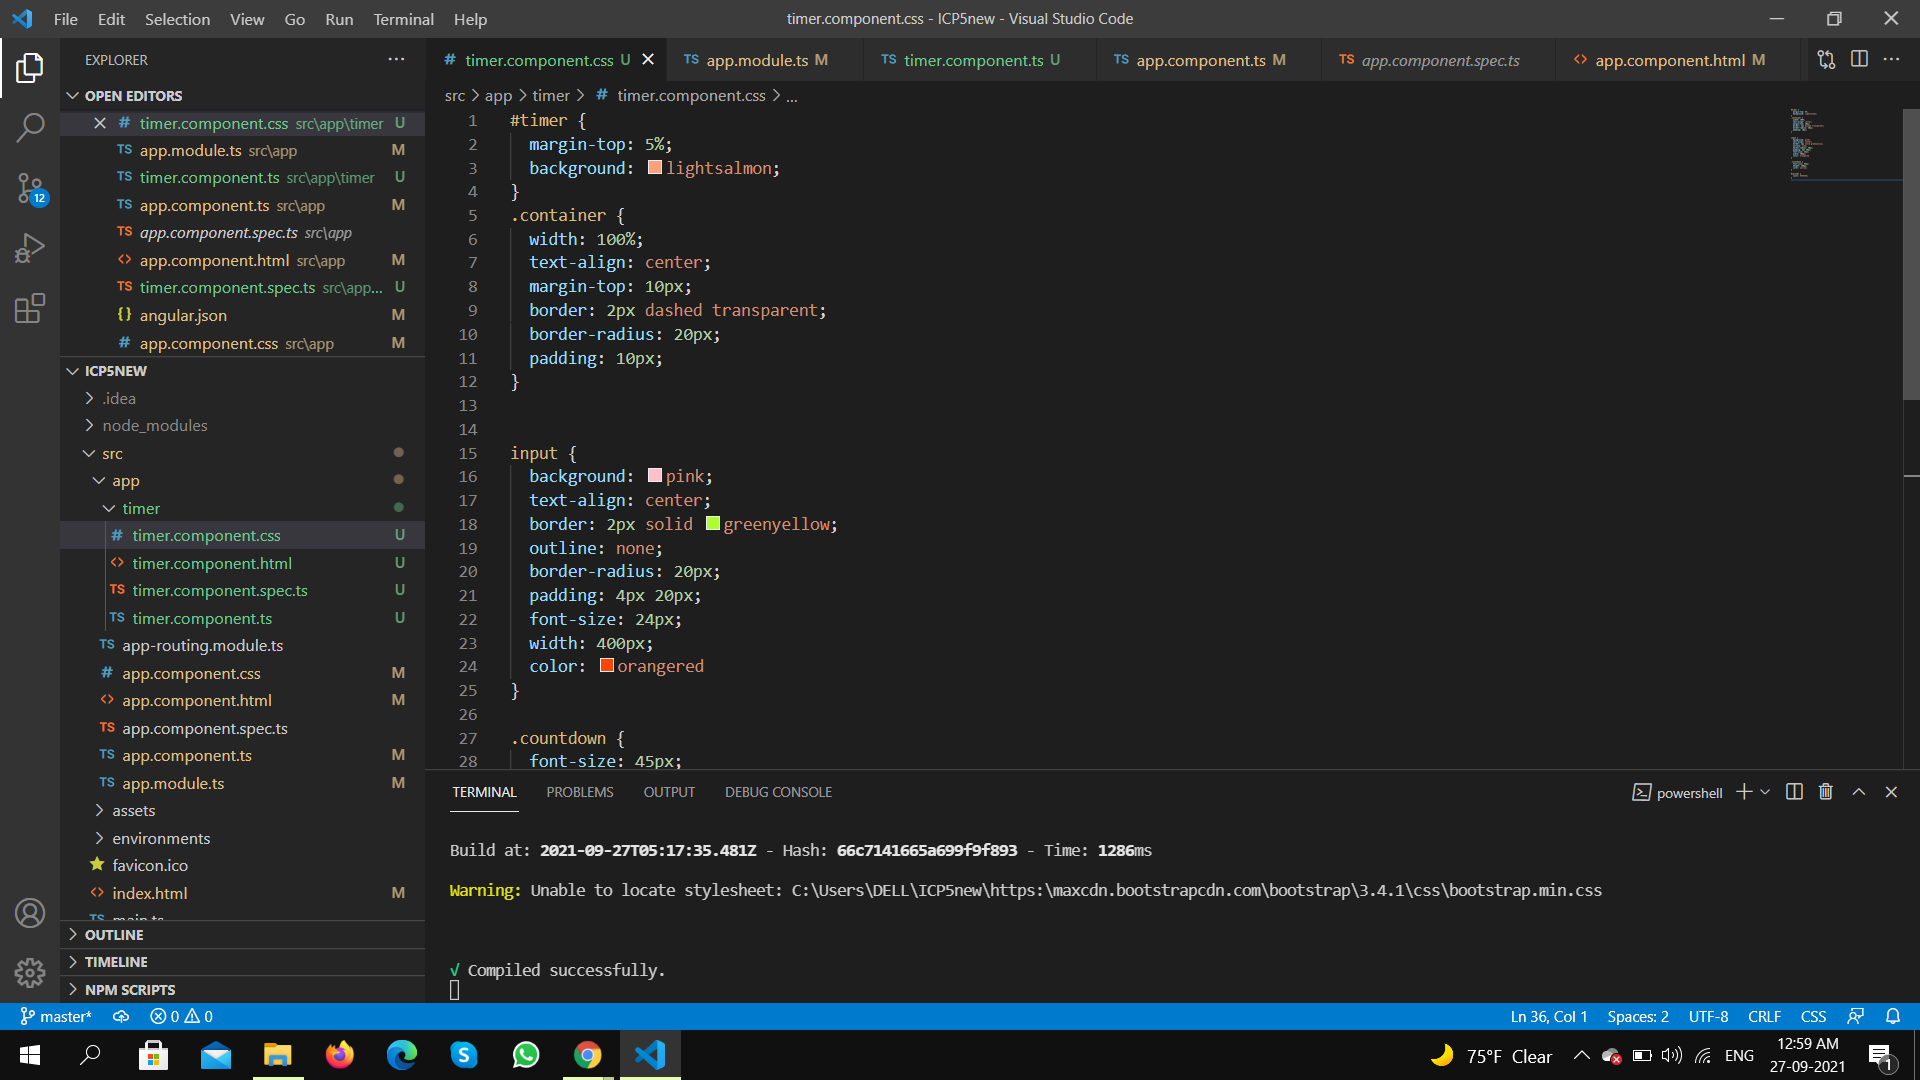 File Edit Selection View Go Run Terminal Help
timer.component.css - ICP5new - Visual Studio Code
EXPLORER
OPEN EDITORS
# timer.component.css src\app\timer U
TS app.module.ts src\app M
TS timer.component.ts src\app\timer U
TS app.component.ts src\app M
TS app.component.spec.ts src\app
<> app.component.html src\app M
TS timer.component.spec.ts src\app... U
{} angular.json M
# app.component.css src\app M
ICP5NEW
.idea
node_modules
src
app
timer
# timer.component.css U
<> timer.component.html U
TS timer.component.spec.ts U
TS timer.component.ts U
TS app-routing.module.ts
# app.component.css M
<> app.component.html M
TS app.component.spec.ts
TS app.component.ts M
TS app.module.ts M
assets
environments
favicon.ico
<> index.html M
TS main.ts
OUTLINE
TIMELINE
NPM SCRIPTS
12
# timer.component.css U
TS app.module.ts M
TS timer.component.ts U
TS app.component.ts M
TS app.component.spec.ts
<> app.component.html M
src > app > timer > # timer.component.css > ...
1 #timer {
2 margin-top: 5%;
3 background: lightsalmon;
4 }
5 .container {
6 width: 100%;
7 text-align: center;
8 margin-top: 10px;
9 border: 2px dashed transparent;
10 border-radius: 20px;
11 padding: 10px;
12 }
13
14
15 input {
16 background: pink;
17 text-align: center;
18 border: 2px solid greenyellow;
19 outline: none;
20 border-radius: 20px;
21 padding: 4px 20px;
22 font-size: 24px;
23 width: 400px;
24 color: orangered
25 }
26
27 .countdown {
28 font-size: 45px;
TERMINAL PROBLEMS OUTPUT DEBUG CONSOLE
powershell
Build at: 2021-09-27T05:17:35.481Z - Hash: 66c7141665a699f9f893 - Time: 1286ms
Warning: Unable to locate stylesheet: C:\Users\DELL\ICP5new\https:\maxcdn.bootstrapcdn.com\bootstrap\3.4.1\css\bootstrap.min.css
√ Compiled successfully.
master* 0 0
Ln 36, Col 1 Spaces: 2 UTF-8 CRLF CSS
75°F Clear
ENG
12:59 AM
27-09-2021
1